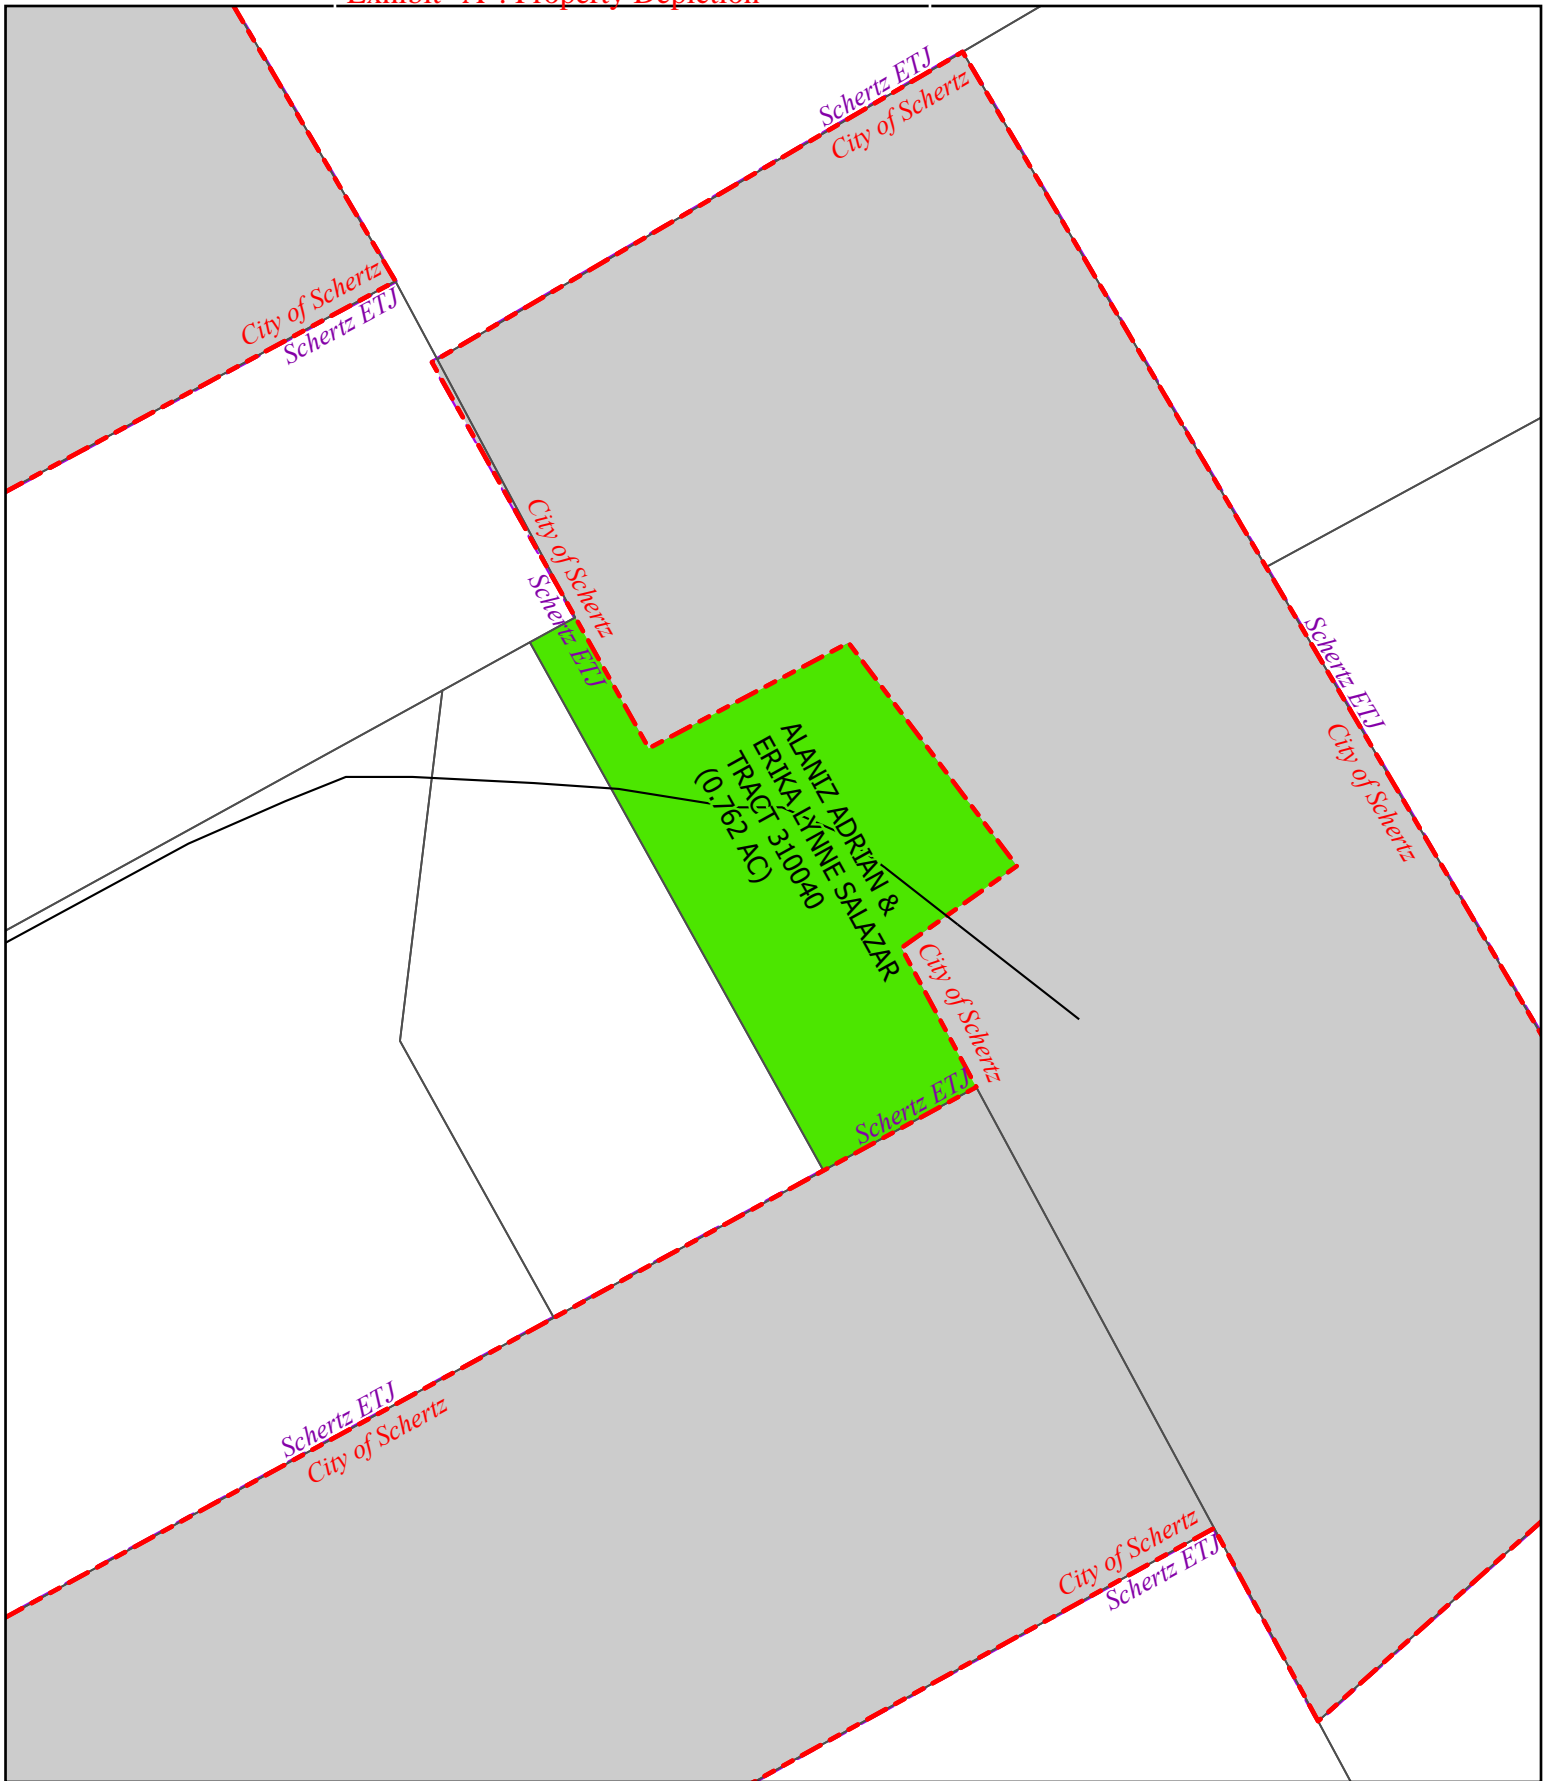 Exhibit "A": Property Depiction
Schertz ETJ
City of Schertz
City of Schertz
Schertz ETJ
City of Schertz
Schertz ETJ
Schertz ETJ
City of Schertz
ALANIZ ADRIAN &
ERIKA LYNNE SALAZAR
TRACT 310040
(0.762 AC)
City of Schertz
Schertz ETJ
Schertz ETJ
City of Schertz
City of Schertz
Schertz ETJ